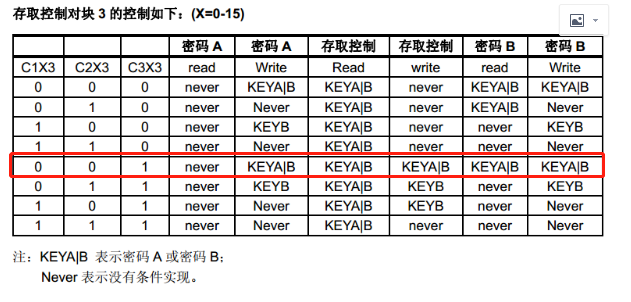 存取控制对块 3 的控制如下：(X=0-15)
密码 A 密码 A 存取控制 存取控制 密码 B 密码 B
C1X3 C2X3 C3X3 read Write Read write read Write
0 0 0 never KEYA|B KEYA|B never KEYA|B KEYA|B
0 1 0 never Never KEYA|B never KEYA|B Never
1 0 0 never KEYB KEYA|B never never KEYB
1 1 0 never Never KEYA|B never never Never
0 0 1 never KEYA|B KEYA|B KEYA|B KEYA|B KEYA|B
0 1 1 never KEYB KEYA|B KEYB never KEYB
1 0 1 never Never KEYA|B KEYB never Never
1 1 1 never Never KEYA|B never never Never
注：KEYA|B 表示密码 A 或密码 B；
Never 表示没有条件实现。